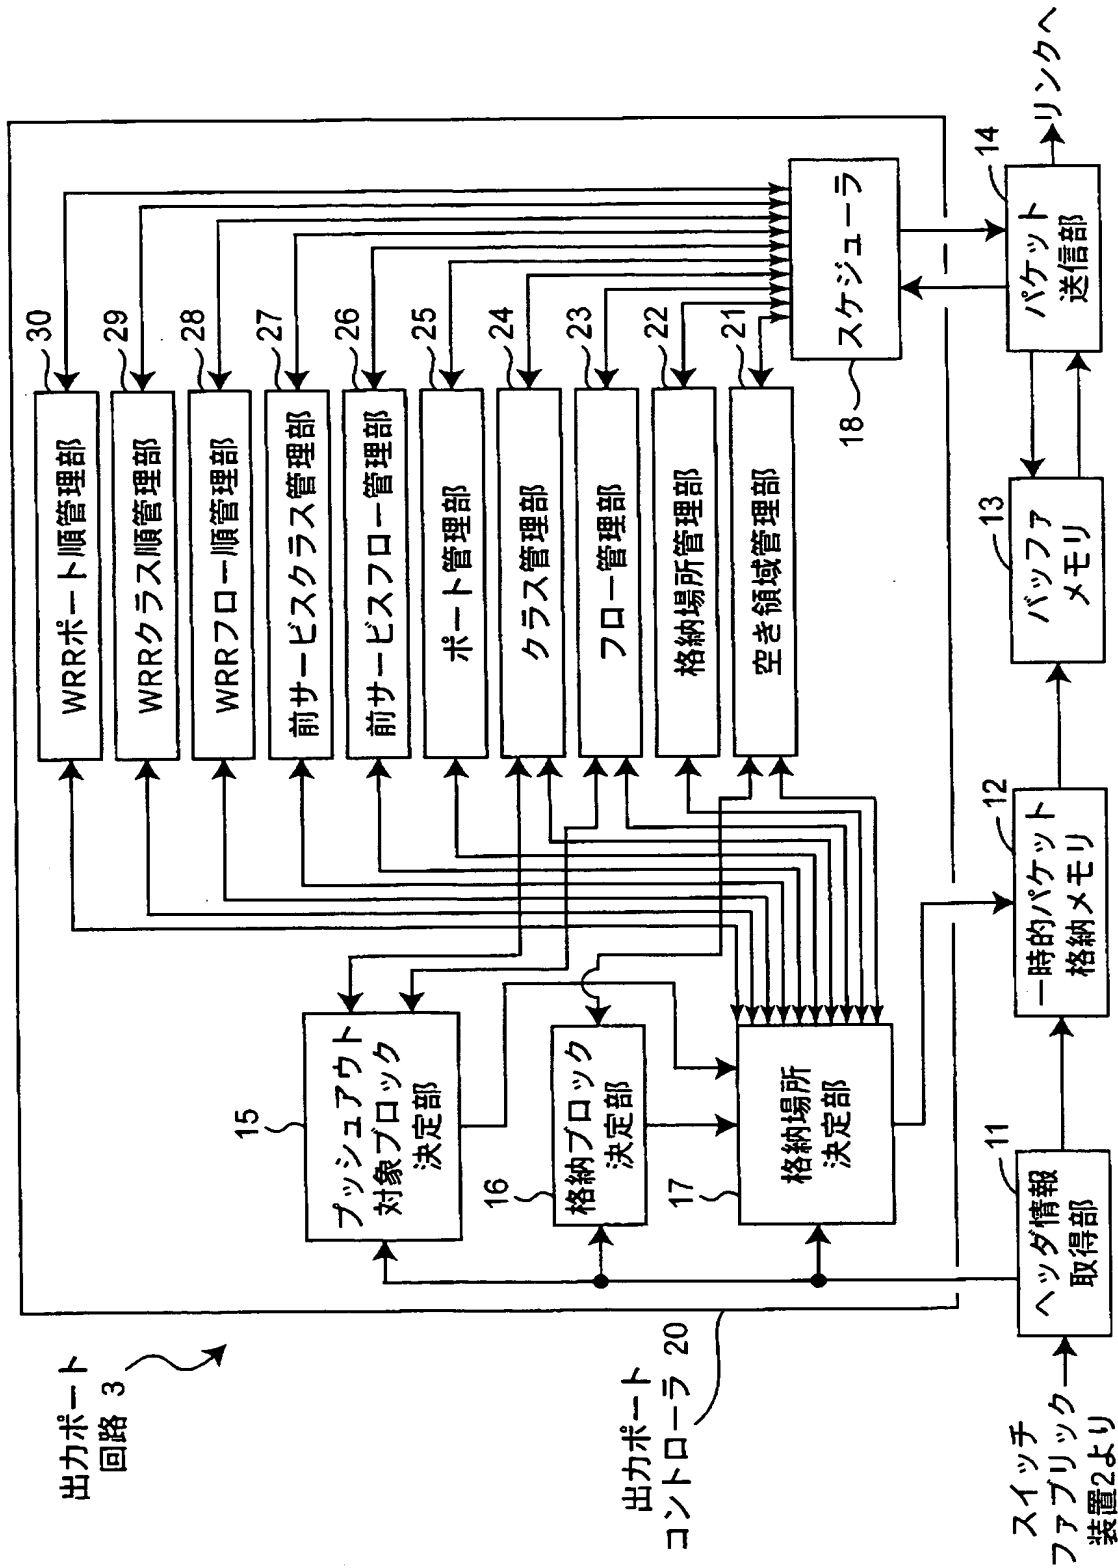 出力ポート
回路 3
出力ポート
コントローラ 20
スイッチ
ファブリック
装置2より
15
プッシュアウト
対象ブロック
決定部
16
格納ブロック
決定部
17
格納場所
決定部
30
WRRポート順管理部
29
WRRクラス順管理部
28
WRRフロー順管理部
27
前サービスクラス管理部
26
前サービスフロー管理部
25
ポート管理部
24
クラス管理部
23
フロー管理部
22
格納場所管理部
21
空き領域管理部
18
スケジューラ
11
ヘッダ情報
取得部
12
一時的パケット
格納メモリ
13
バッファ
メモリ
14
パケット
送信部
リンクへ